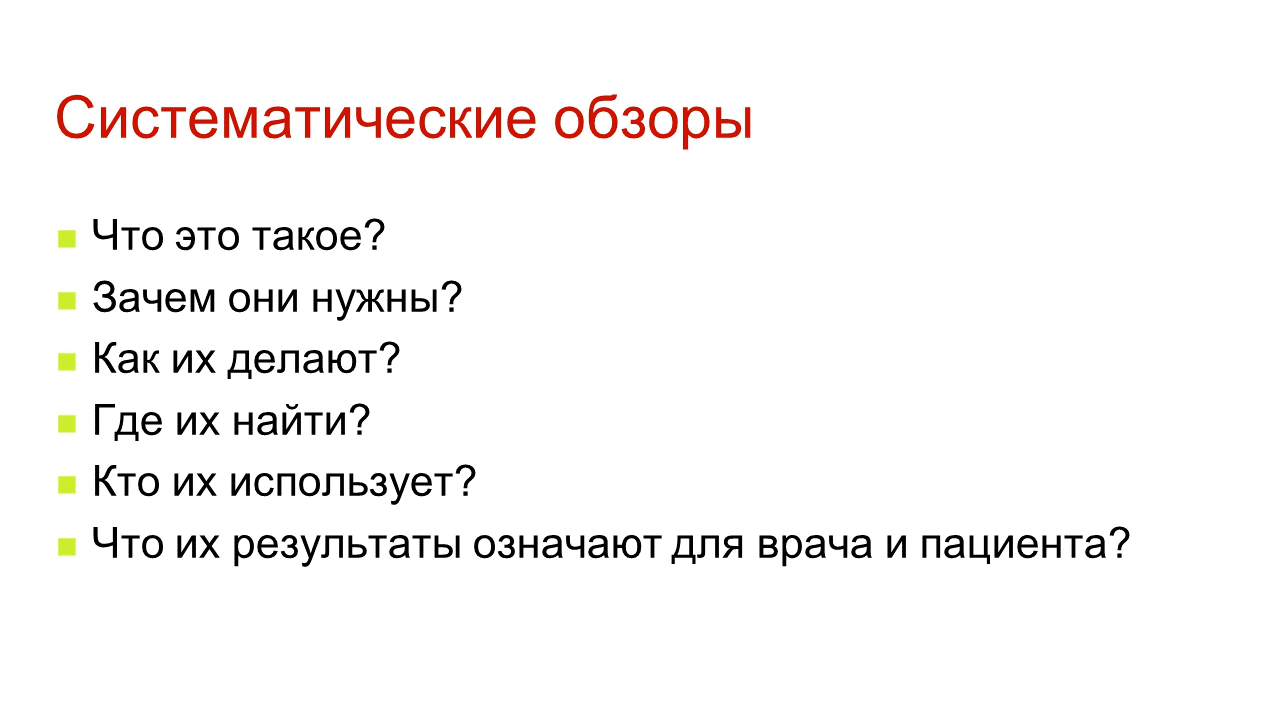 Систематические обзоры
Что это такое?
Зачем они нужны?
Как их делают?
Где их найти?
Кто их использует?
Что их результаты означают для врача и пациента?